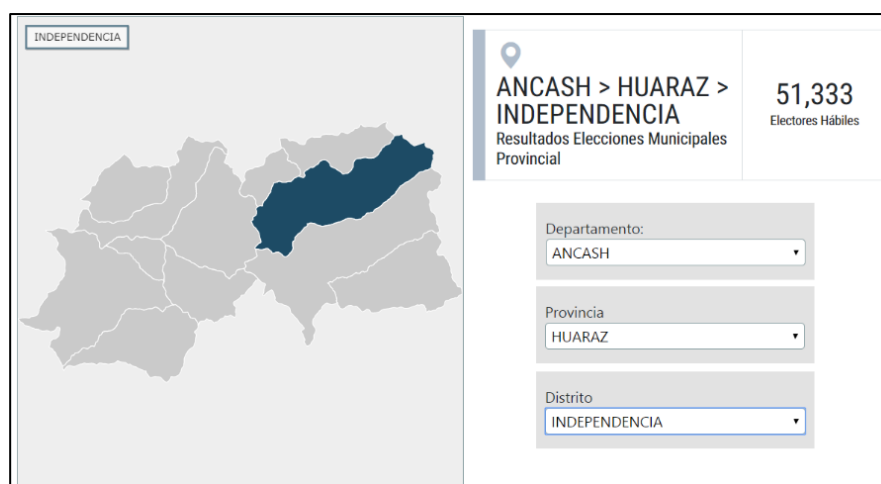 INDEPENDENCIA
ANCASH > HUARAZ >
INDEPENDENCIA
Resultados Elecciones Municipales
Provincial
51,333
Electores Hábiles
Departamento:
ANCASH
Provincia
HUARAZ
Distrito
INDEPENDENCIA